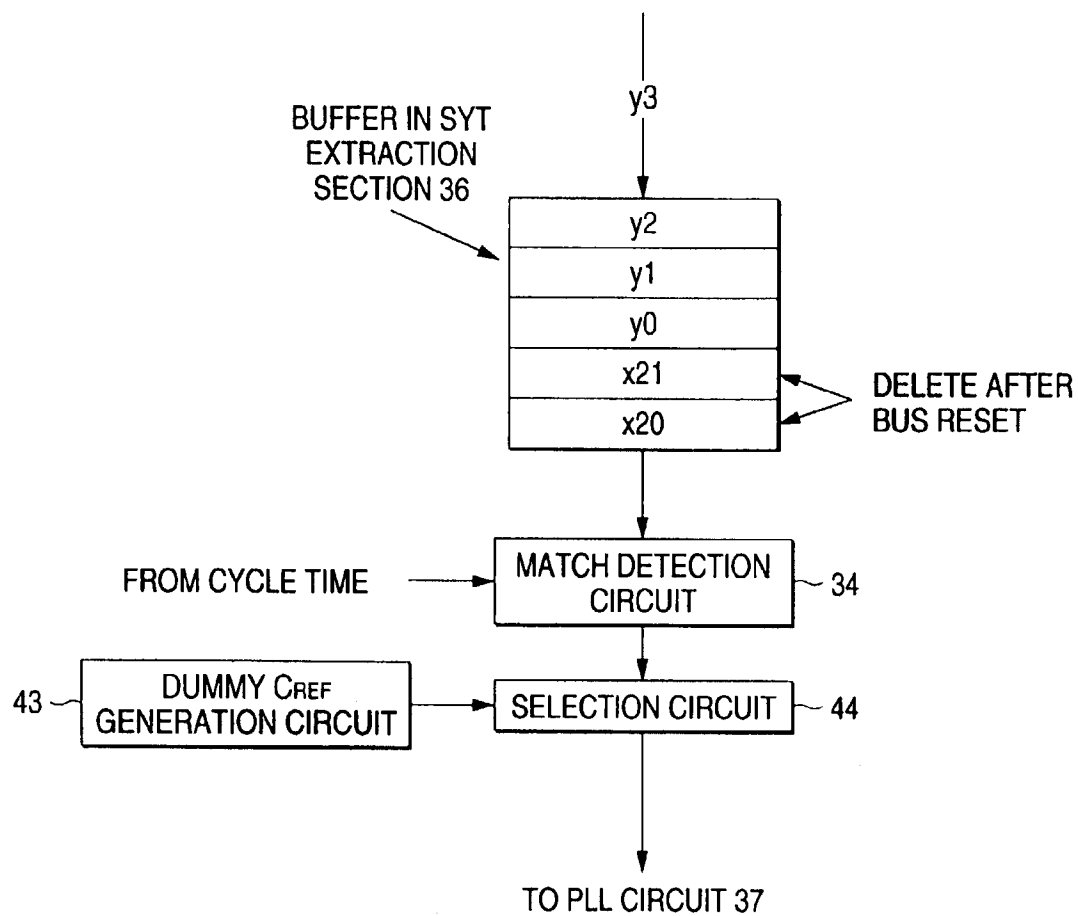 y3
BUFFER IN SYT
EXTRACTION
SECTION 36
y2
y1
y0
x21
x20
DELETE AFTER
BUS RESET
FROM CYCLE TIME
MATCH DETECTION
CIRCUIT
34
43
DUMMY CREF
GENERATION CIRCUIT
SELECTION CIRCUIT
44
TO PLL CIRCUIT 37